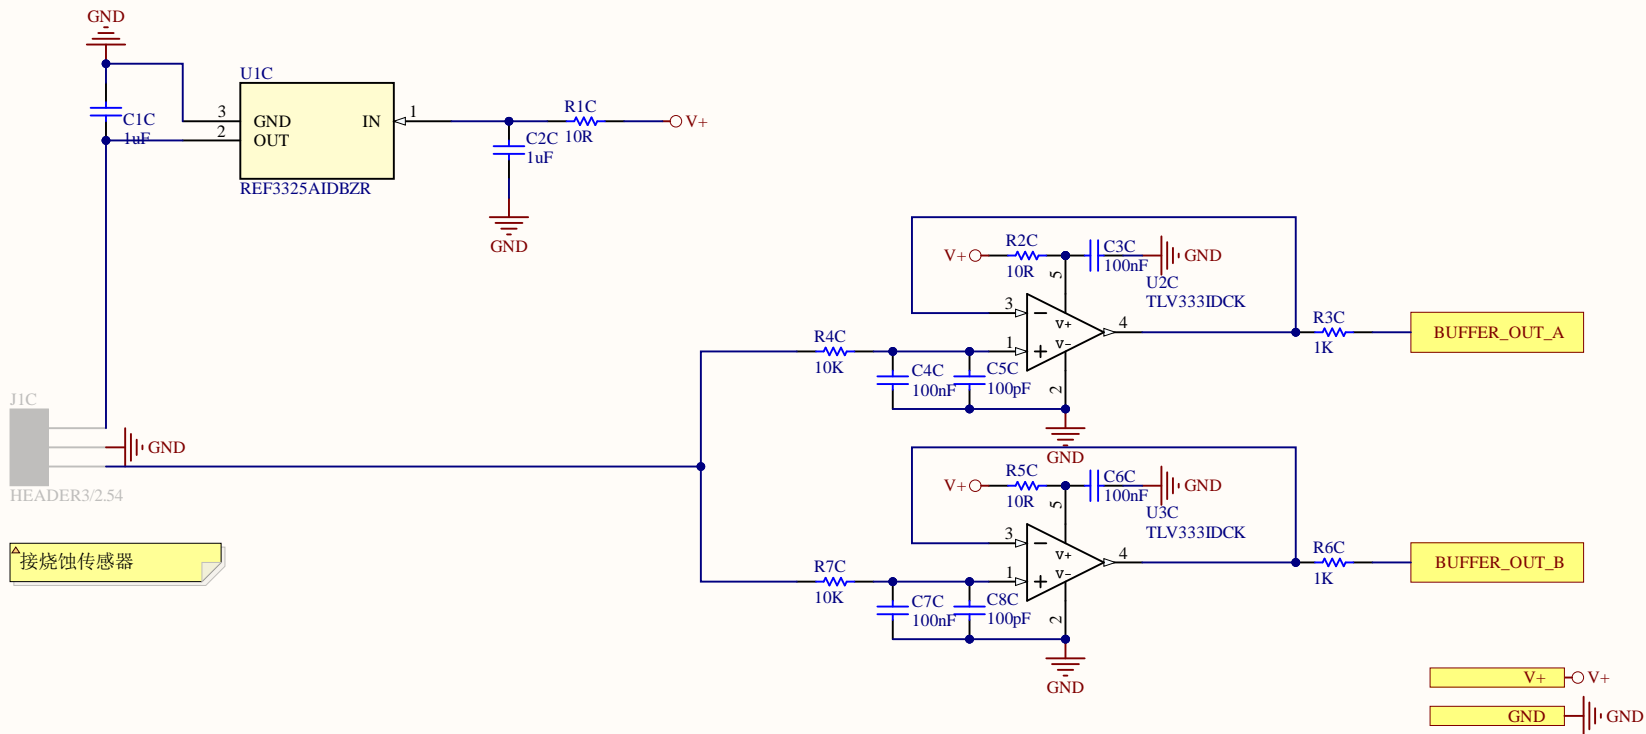 GND
U1C
C1C
1uF
3
GND
2
OUT
IN
1
REF3325AIDBZR
R1C
10R
V+
C2C
1uF
GND
V+
R2C
10R
C3C
100nF
GND
U2C
TLV333IDCK
5
3
V+
V-
4
1
2
R4C
10K
C4C
100nF
C5C
100pF
GND
R3C
1K
BUFFER_OUT_A
J1C
GND
HEADER3/2.54
接烧蚀传感器
V+
R5C
10R
C6C
100nF
GND
U3C
TLV333IDCK
5
3
V+
V-
4
1
2
R7C
10K
C7C
100nF
C8C
100pF
GND
R6C
1K
BUFFER_OUT_B
V+ V+
GND GND